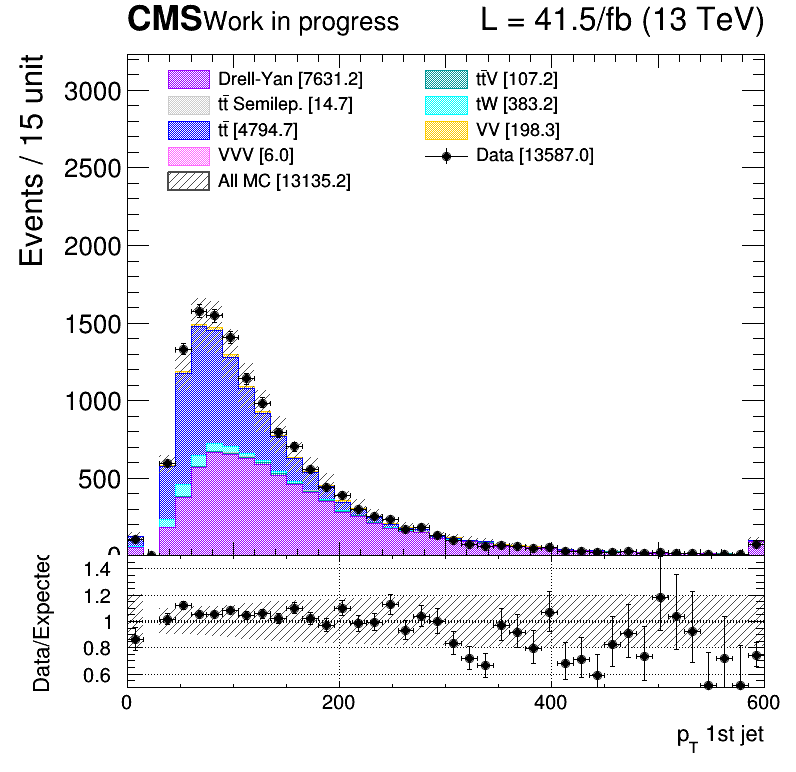 CMS Work in progress L = 41.5/fb (13 TeV)
Events / 15 unit
3000
2500
2000
1500
1000
500
0
Drell-Yan [7631.2]
tt̄ Semilep. [14.7]
tt̄ [4794.7]
VVV [6.0]
All MC [13135.2]
tt̄V [107.2]
tW [383.2]
VV [198.3]
Data [13587.0]
Data/Expected
1.4
1.2
1
0.8
0.6
0 200 400 600
p_T 1st jet